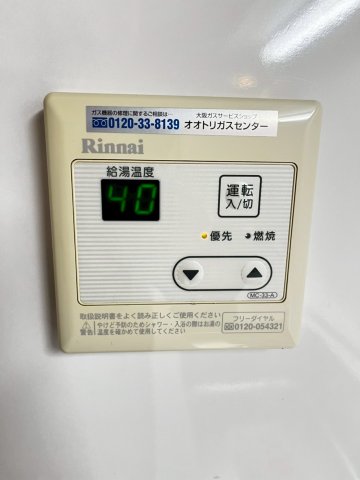 ガス機器の修理に関するご相談は…
0120-33-8139
大阪ガスサービスショップ
オオトリガスセンター
Rinnai
給湯温度
40
運転
入/切
優先
燃焼
MC-33-A
取扱説明書をよく読み正しくご使用ください
警告
やけど予防のためシャワー・入浴の際はお湯の
温度を確かめて使用してください
フリーダイヤル
0120-054321